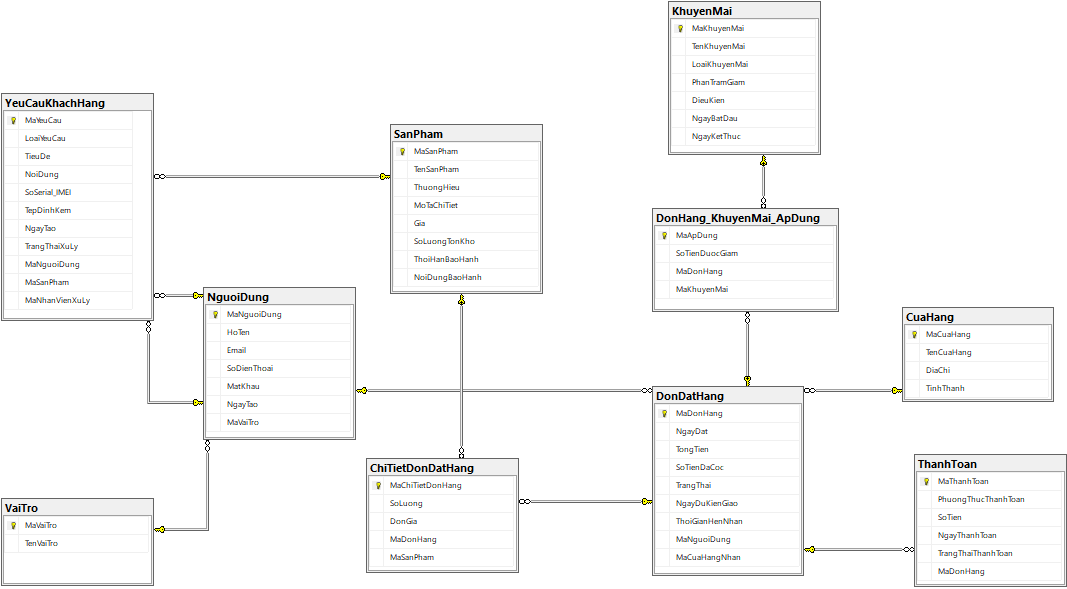 KhuyenMai
MaKhuyenMai
TenKhuyenMai
LoaiKhuyenMai
PhanTramGiam
DieuKien
NgayBatDau
NgayKetThuc
YeuCauKhachHang
MaYeuCau
LoaiYeuCau
TieuDe
NoiDung
SoSerial_IMEI
TepDinhKem
NgayTao
TrangThaiXuLy
MaNguoiDung
MaSanPham
MaNhanVienXuLy
SanPham
MaSanPham
TenSanPham
ThuongHieu
MoTaChiTiet
Gia
SoLuongTonKho
ThoiHanBaoHanh
NoiDungBaoHanh
DonHang_KhuyenMai_ApDung
MaApDung
SoTienDuocGiam
MaDonHang
MaKhuyenMai
NguoiDung
MaNguoiDung
HoTen
Email
SoDienThoai
MatKhau
NgayTao
MaVaiTro
CuaHang
MaCuaHang
TenCuaHang
DiaChi
TinhThanh
DonDatHang
MaDonHang
NgayDat
TongTien
SoTienDaCoc
TrangThai
NgayDuKienGiao
ThoiGianHenNhan
MaNguoiDung
MaCuaHangNhan
ChiTietDonDatHang
MaChiTietDonHang
SoLuong
DonGia
MaDonHang
MaSanPham
ThanhToan
MaThanhToan
PhuongThucThanhToan
SoTien
NgayThanhToan
TrangThaiThanhToan
MaDonHang
VaiTro
MaVaiTro
TenVaiTro